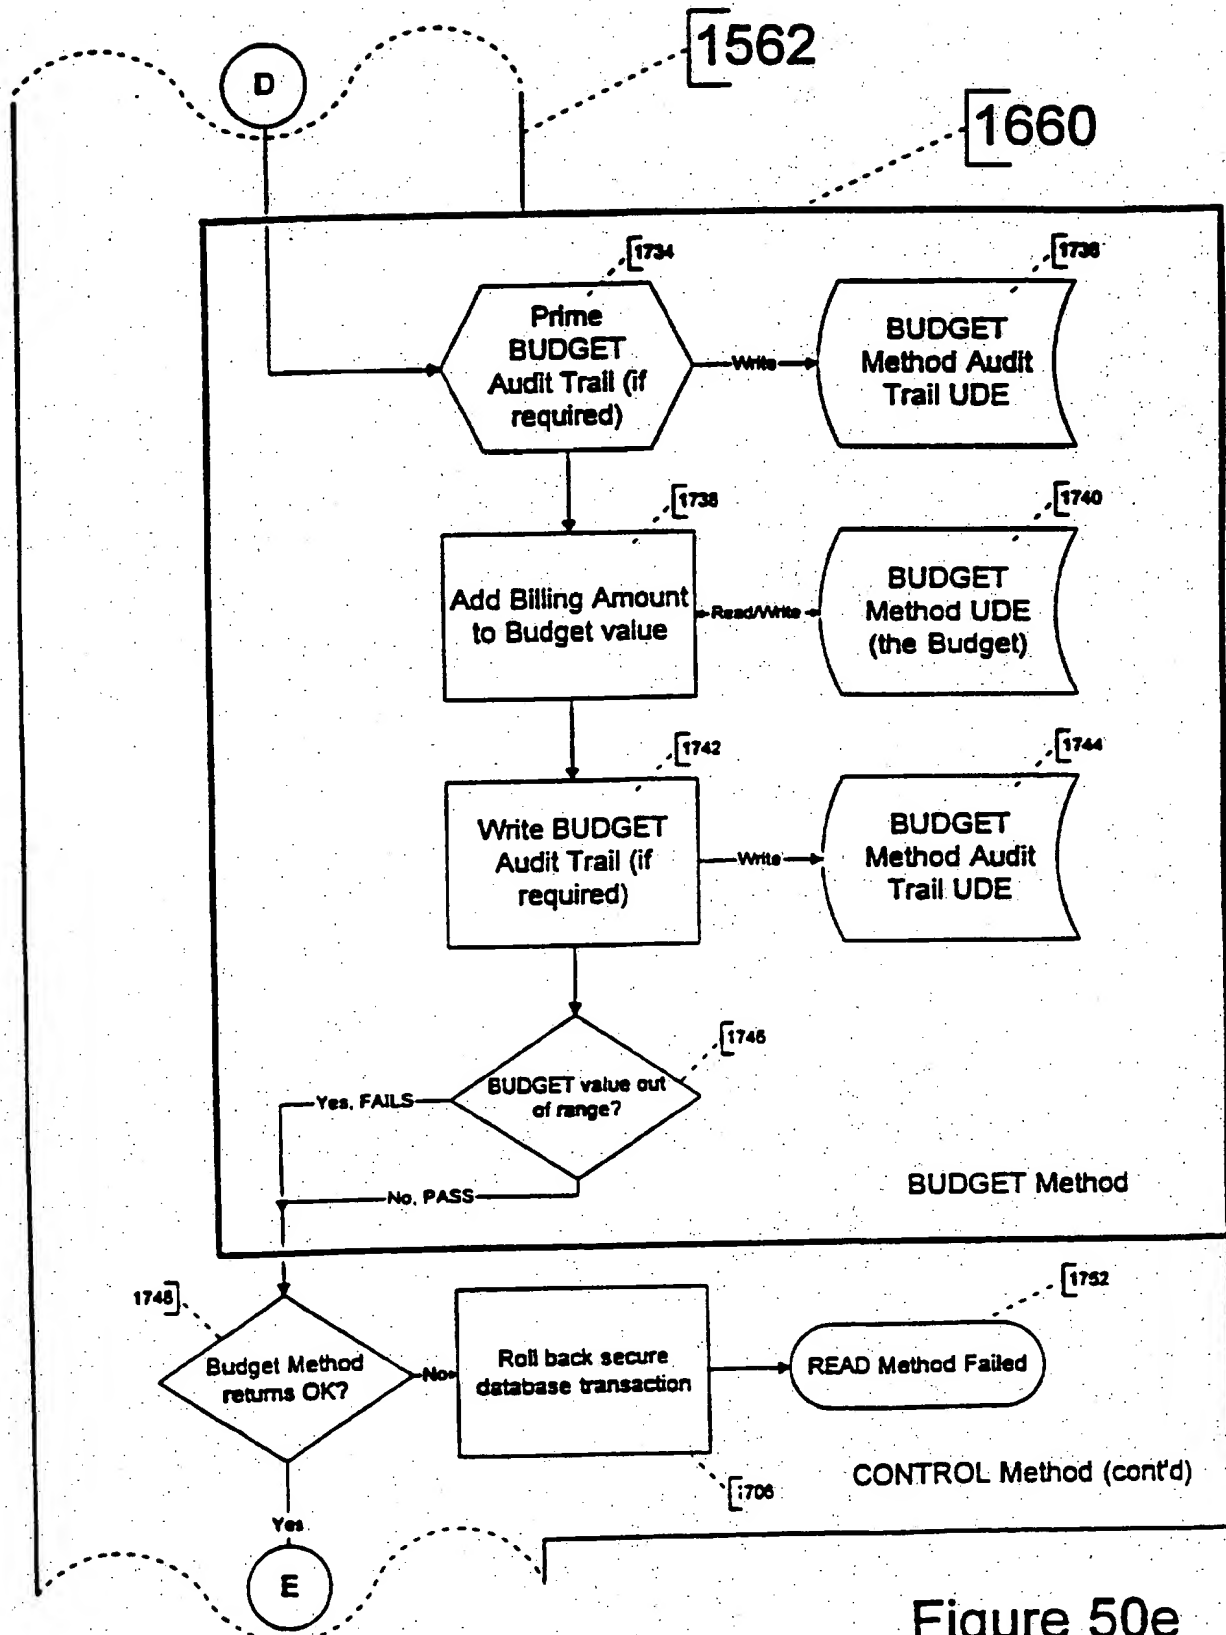 D
1562
1660
1734
Prime
BUDGET
Audit Trail (if
required)
Write
1736
BUDGET
Method Audit
Trail UDE
1738
Add Billing Amount
to Budget value
Read/Write
1740
BUDGET
Method UDE
(the Budget)
1742
Write BUDGET
Audit Trail (if
required)
Write
1744
BUDGET
Method Audit
Trail UDE
1746
BUDGET value out
of range?
Yes, FAILS
No, PASS
BUDGET Method
1748
Budget Method
returns OK?
No
Roll back secure
database transaction
1706
1752
READ Method Failed
CONTROL Method (cont'd)
Yes
E
Figure 50e